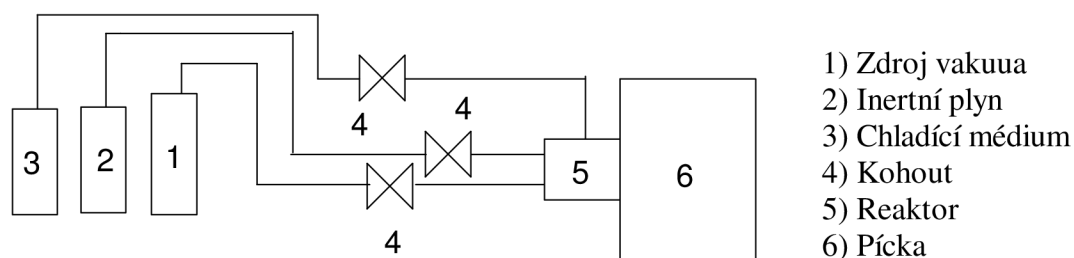 1) Zdroj vakuua
2) Inertní plyn
3) Chladící médium
4) Kohout
5) Reaktor
6) Pícka
4
4
3
2
1
5
6
4